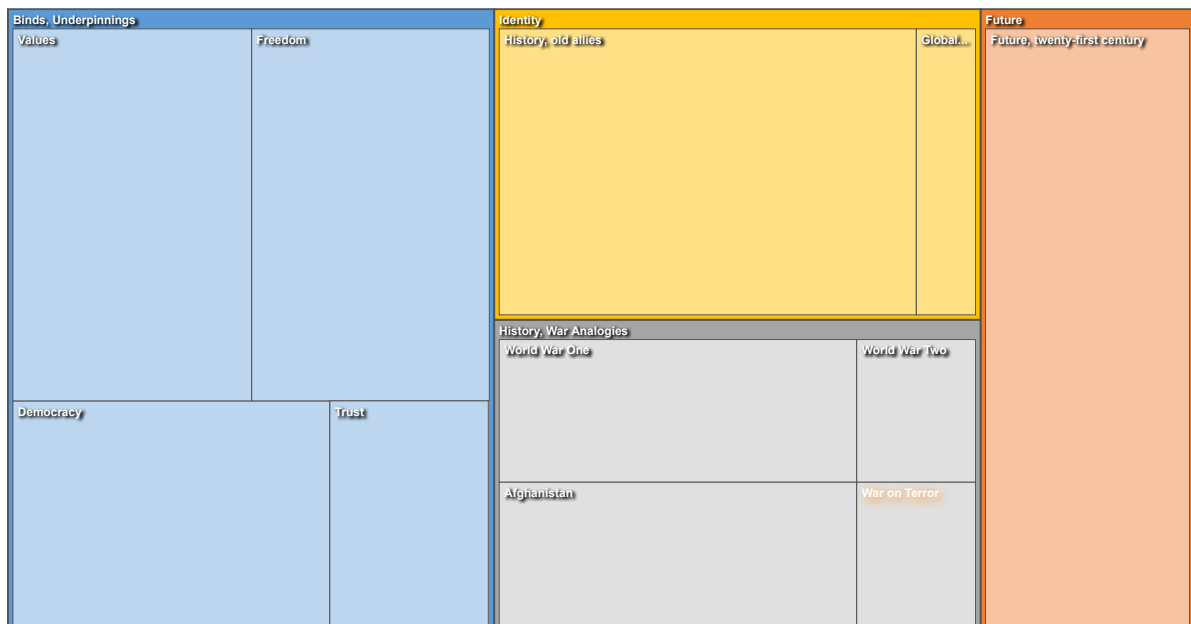 Binds, Underpinnings
Values
Freedom
Democracy
Trust
Identity
History, old allies
Global...
History, War Analogies
World War One
World War Two
Afghanistan
War on Terror
Future
Future, twenty-first century